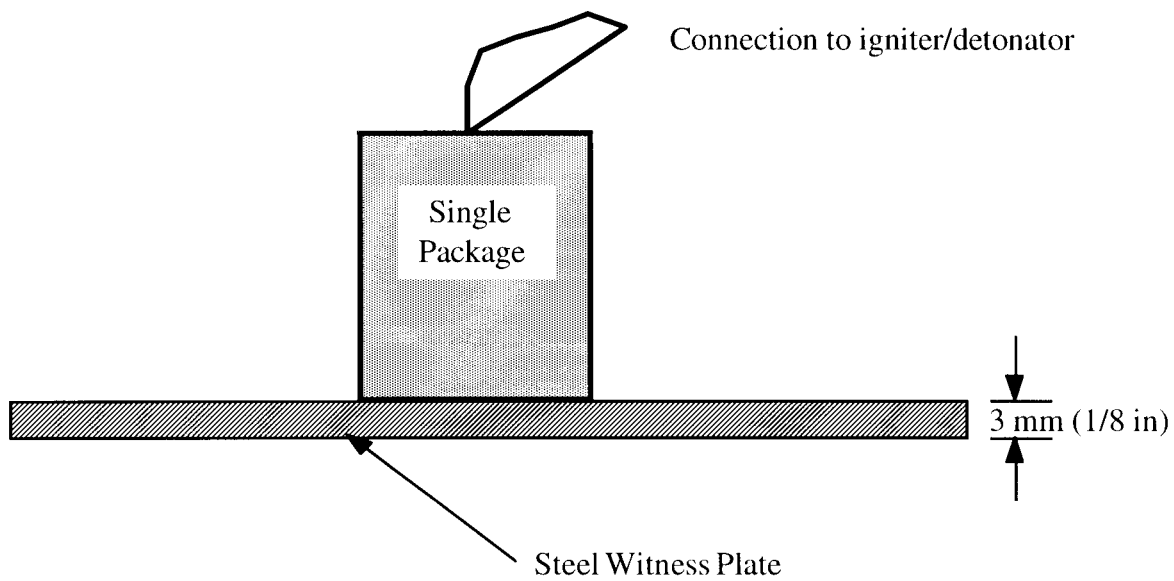 Connection to igniter/detonator
Single
Package
3 mm (1/8 in)
Steel Witness Plate